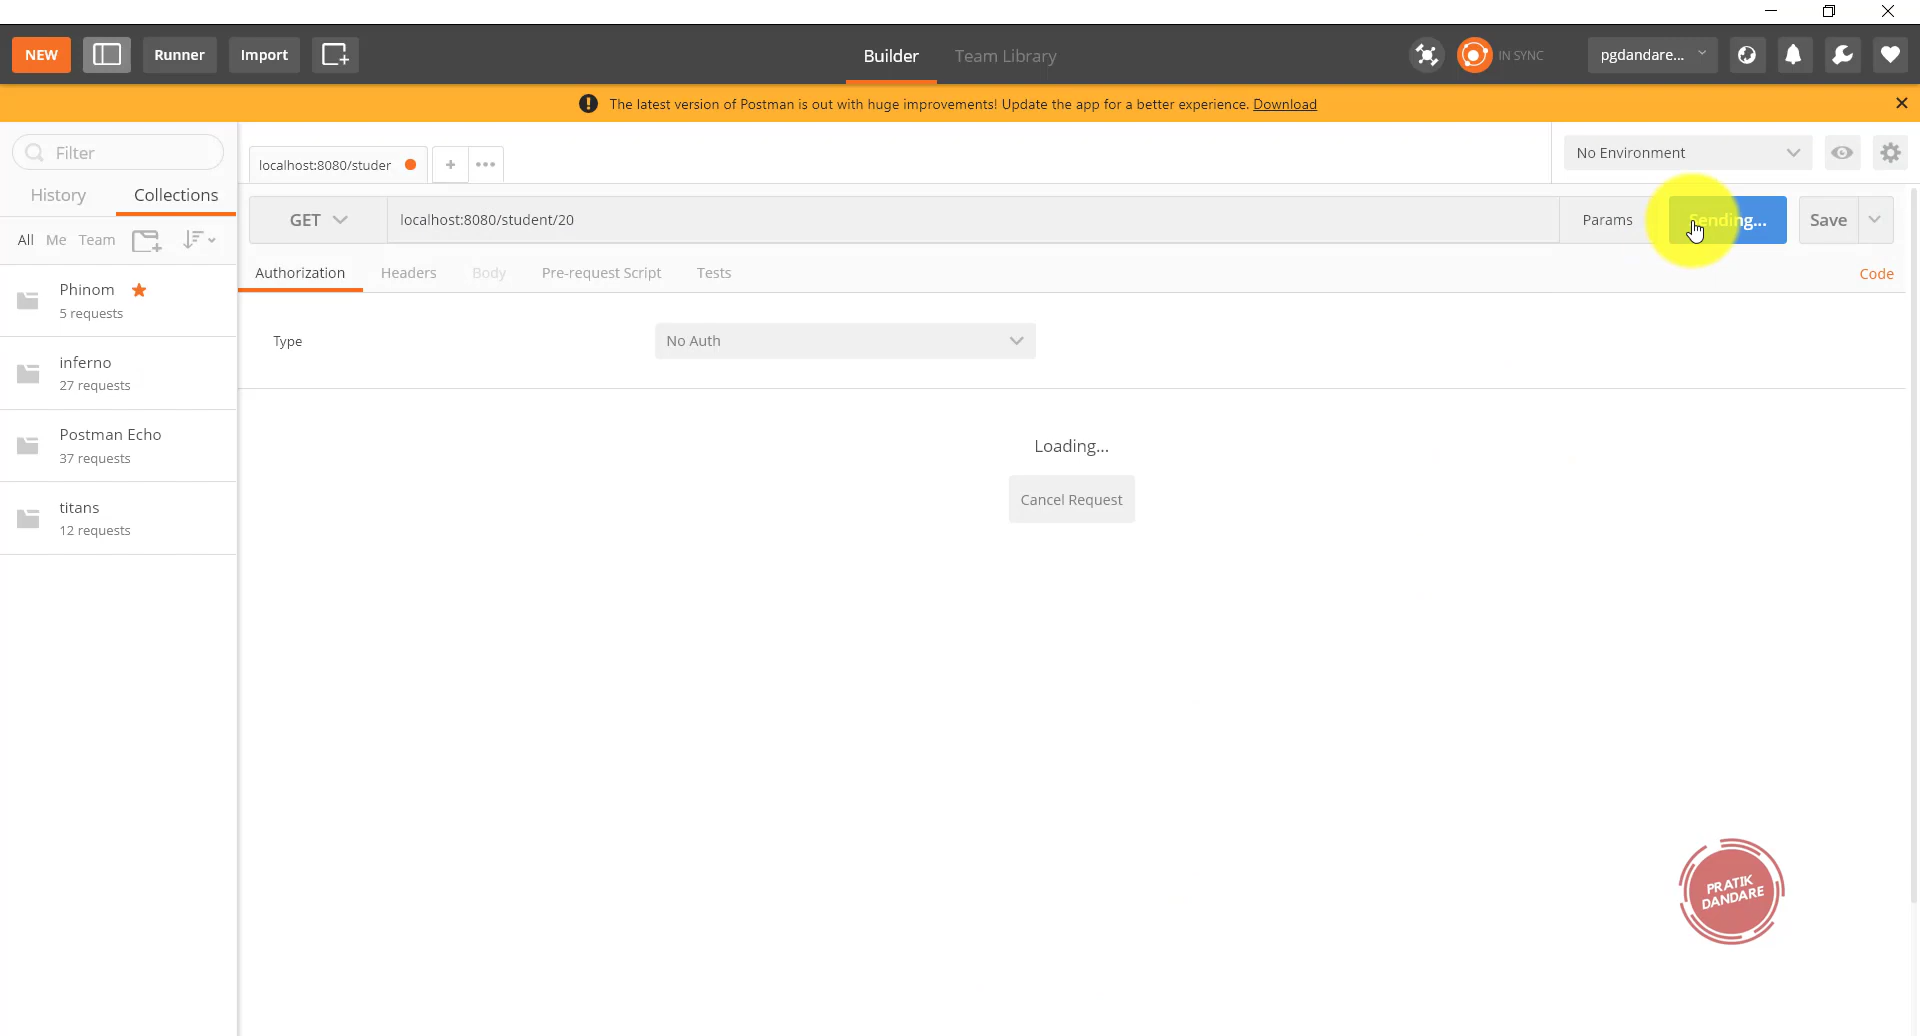 NEW
Runner
Import
Builder
Team Library
IN SYNC
pgdandare...
The latest version of Postman is out with huge improvements! Update the app for a better experience. Download
Filter
History
Collections
All
Me
Team
Phinom
5 requests
inferno
27 requests
Postman Echo
37 requests
titans
12 requests
localhost:8080/studer
No Environment
GET
localhost:8080/student/20
Params
Sending...
Save
Authorization
Headers
Body
Pre-request Script
Tests
Code
Type
No Auth
Loading...
Cancel Request
PRATIK
DANDARE